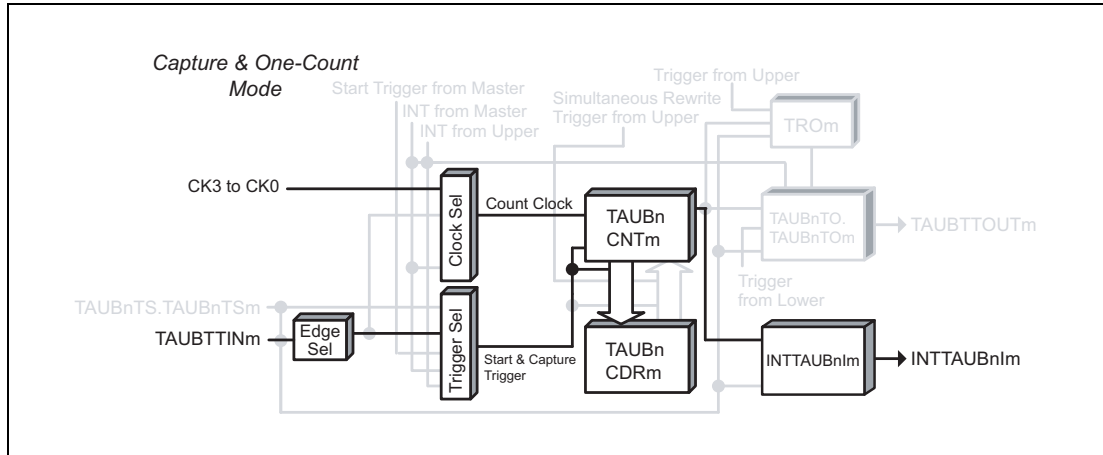 Capture & One-Count
Mode
Trigger from Upper
Start Trigger from Master
Simultaneous Rewrite
Trigger from Upper
INT from Master
INT from Upper
TROm
CK3 to CK0
Clock Sel
Count Clock
TAUBn
CNTm
TAUBnTO.
TAUBnTOm
TAUBTTOUTm
Trigger
from Lower
TAUBnTS.TAUBnTSm
TAUBTTINm
Edge
Sel
Trigger Sel
Start & Capture
Trigger
TAUBn
CDRm
INTTAUBnIm
INTTAUBnIm